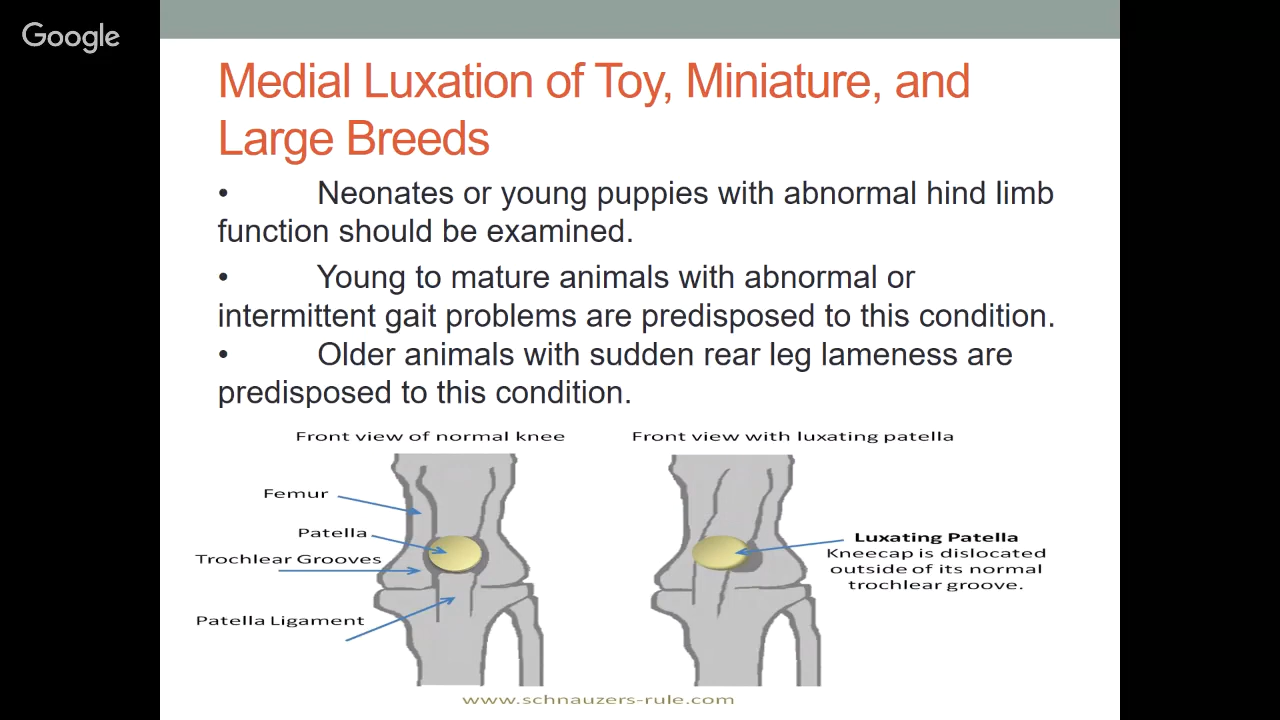 Google
Medial Luxation of Toy, Miniature, and
Large Breeds
• Neonates or young puppies with abnormal hind limb
function should be examined.
• Young to mature animals with abnormal or
intermittent gait problems are predisposed to this condition.
• Older animals with sudden rear leg lameness are
predisposed to this condition.
Front view of normal knee
Femur
Patella
Trochlear Grooves
Patella Ligament
Front view with luxating patella
Luxating Patella
Kneecap is dislocated
outside of its normal
trochlear groove.
www.schnauzers-rule.com